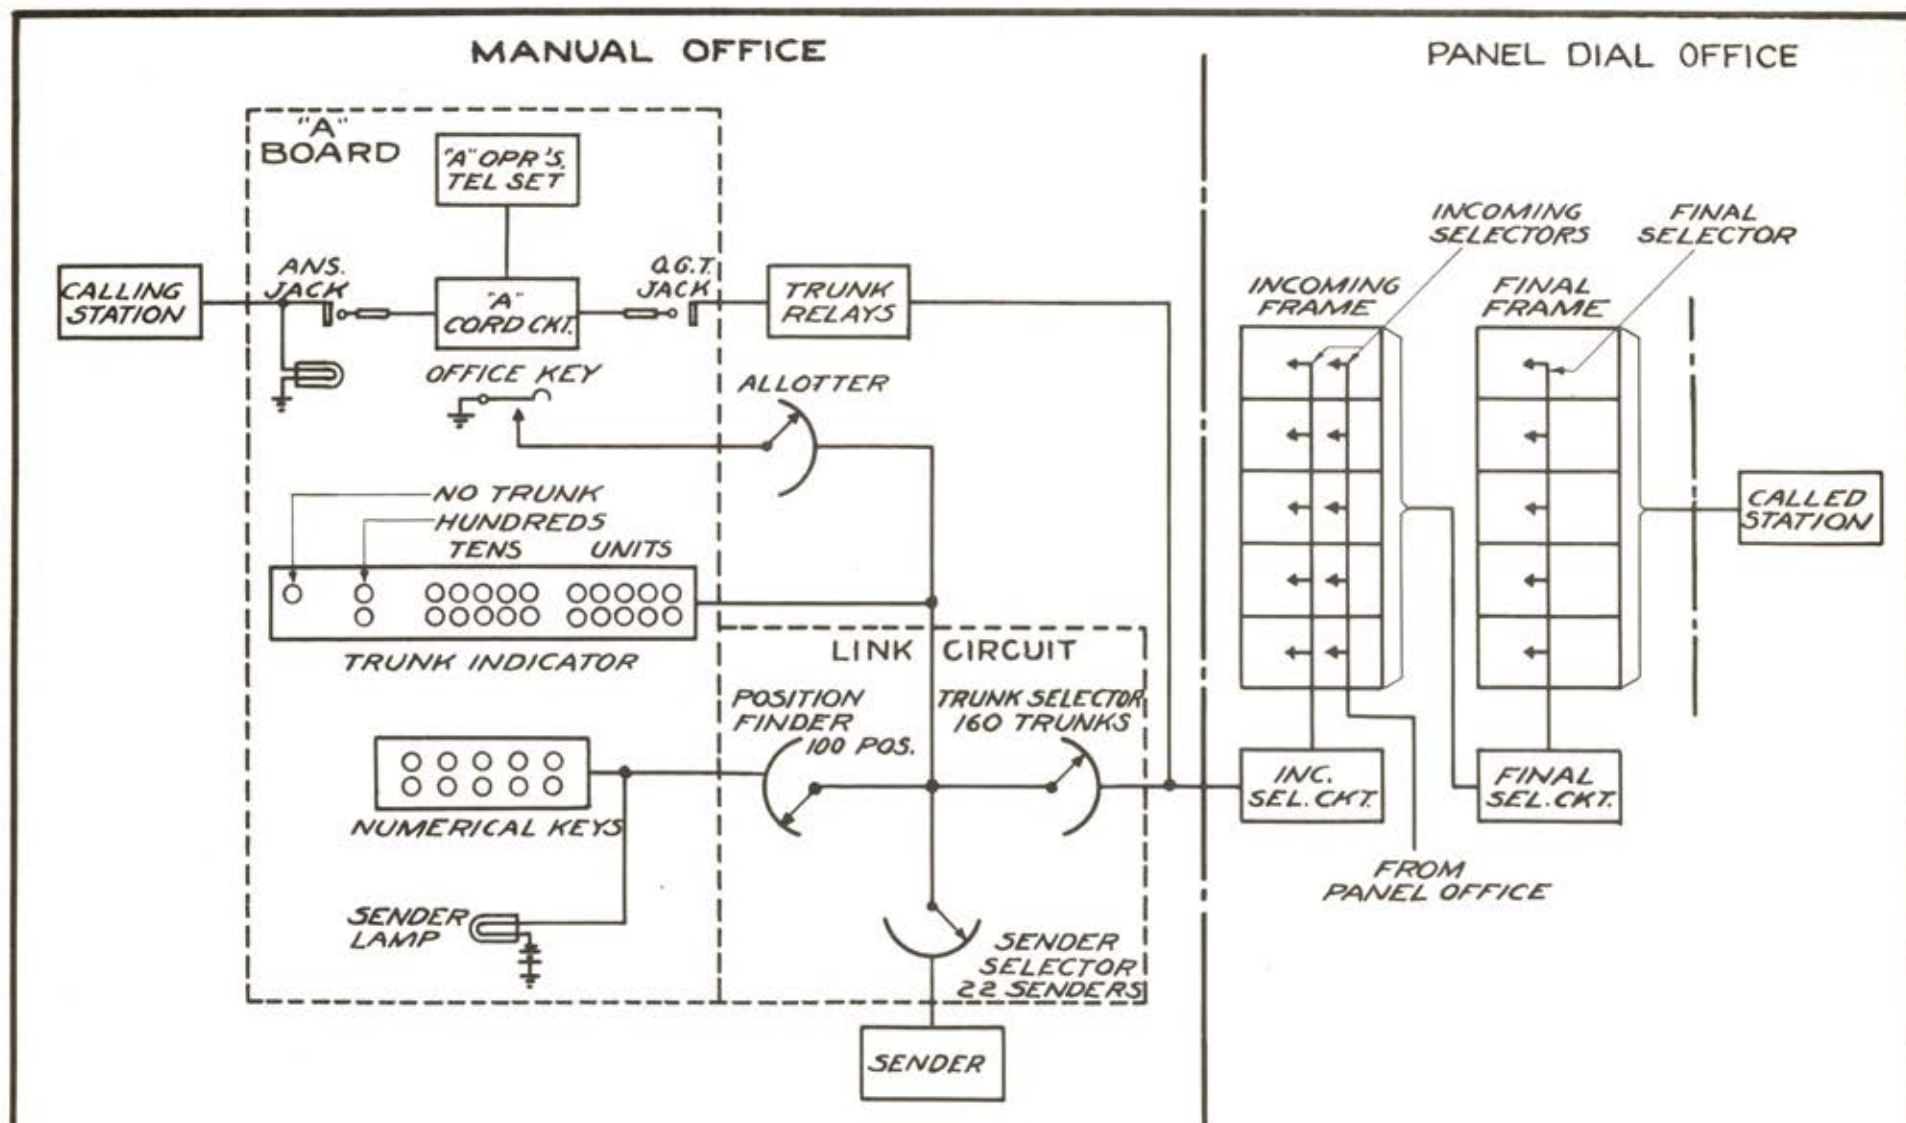 MANUAL OFFICE
PANEL DIAL OFFICE
"A"
BOARD
"A" OPR'S.
TEL SET
CALLING
STATION
ANS.
JACK
"A"
CORD CKT.
O.G.T.
JACK
TRUNK
RELAYS
OFFICE KEY
ALLOTTER
NO TRUNK
HUNDREDS
TENS
UNITS
TRUNK INDICATOR
LINK CIRCUIT
POSITION
FINDER
100 POS.
TRUNK SELECTOR
160 TRUNKS
NUMERICAL KEYS
SENDER
LAMP
SENDER
SELECTOR
22 SENDERS
SENDER
INCOMING
SELECTORS
FINAL
SELECTOR
INCOMING
FRAME
FINAL
FRAME
CALLED
STATION
INC.
SEL. CKT.
FINAL
SEL. CKT.
FROM
PANEL OFFICE